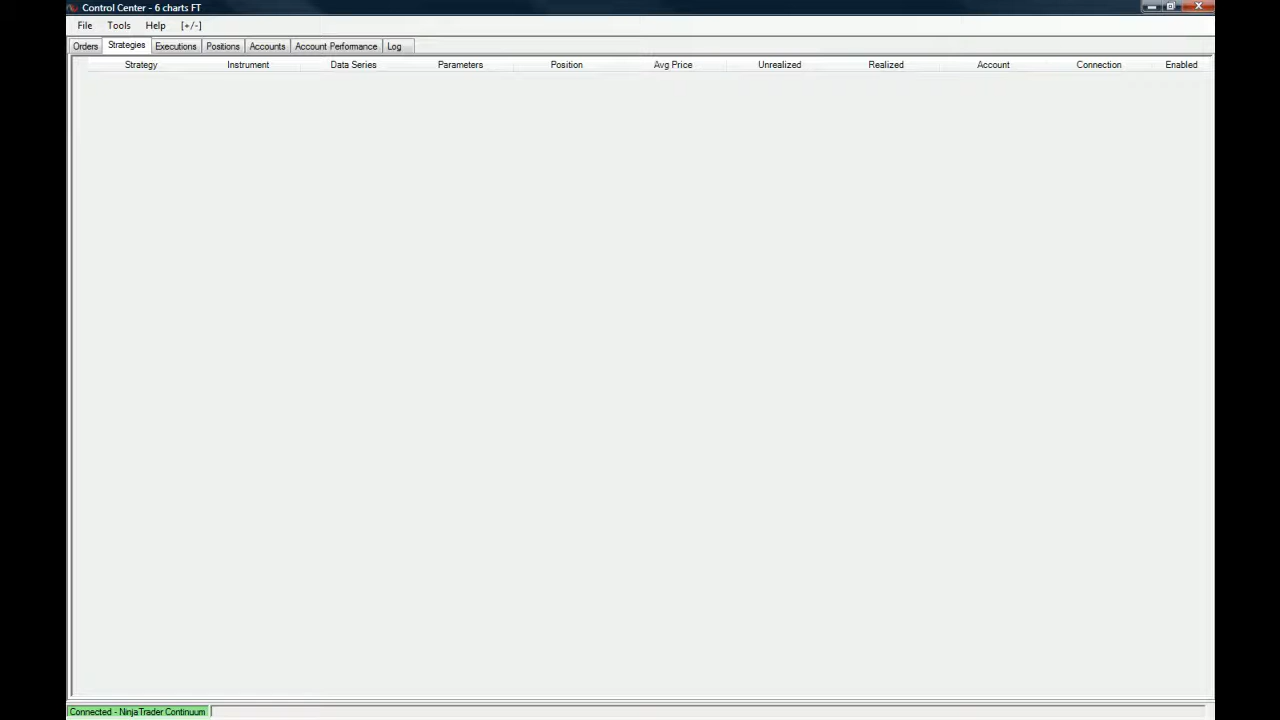 Control Center - 6 charts FT
File Tools Help [+/-]
Orders Strategies Executions Positions Accounts Account Performance Log
Strategy Instrument Data Series Parameters Position Avg Price Unrealized Realized Account Connection Enabled
Connected - NinjaTrader Continuum